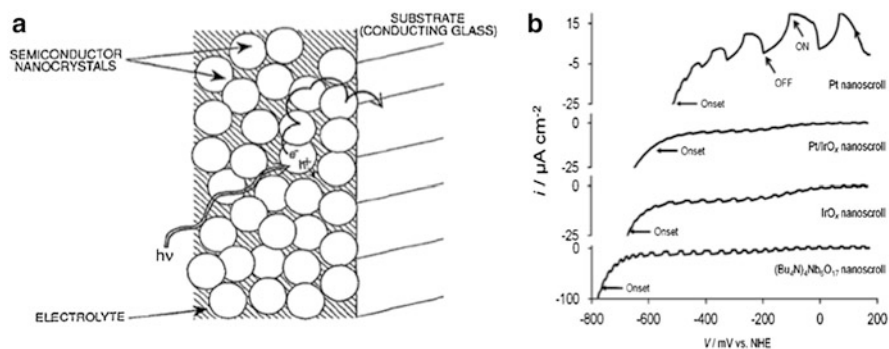 a
SEMICONDUCTOR
NANOCRYSTALS
SUBSTRATE
(CONDUCTING GLASS)
e⁻
h⁺
hν
ELECTROLYTE
b
i / µA cm⁻²
15
-5
-25
ON
OFF
Onset
Pt nanoscroll
0
-25
Onset
Pt/IrOₓ nanoscroll
0
-25
Onset
IrOₓ nanoscroll
0
-100
Onset
(Bu₄N)₄Nb₆O₁₇ nanoscroll
-800 -600 -400 -200 0 200
V / mV vs. NHE